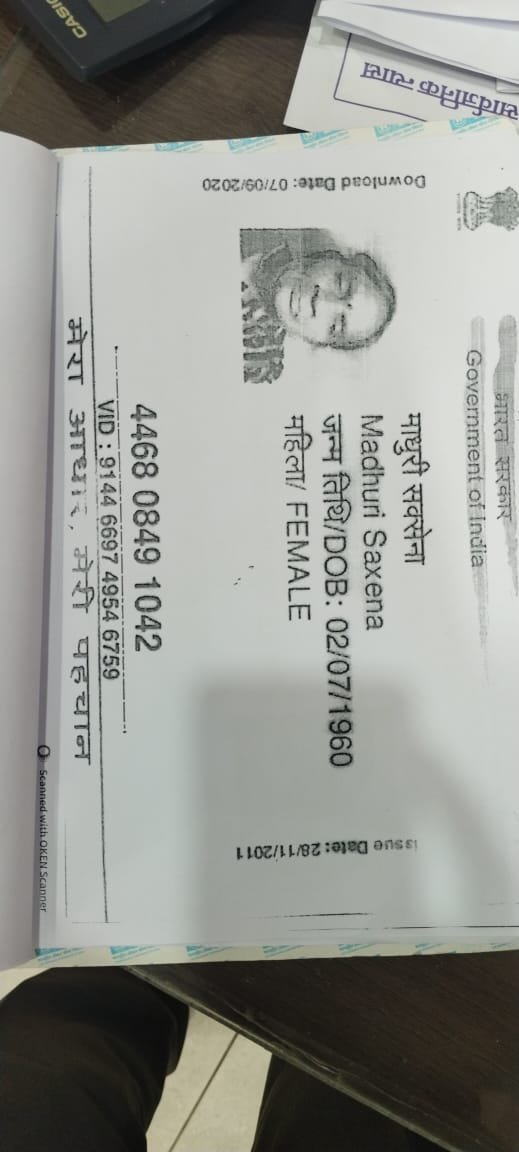 CASIO
सार्वजनिक न्यास
भारत सरकार
Government of India
Download Date: 07/09/2020
माधुरी सक्सेना
Madhuri Saxena
जन्म तिथि/DOB: 02/07/1960
महिला/ FEMALE
Issue Date: 28/11/2011
4468 0849 1042
VID : 9144 6697 4954 6759
मेरा आधार, मेरी पहचान
Scanned with OKEN Scanner